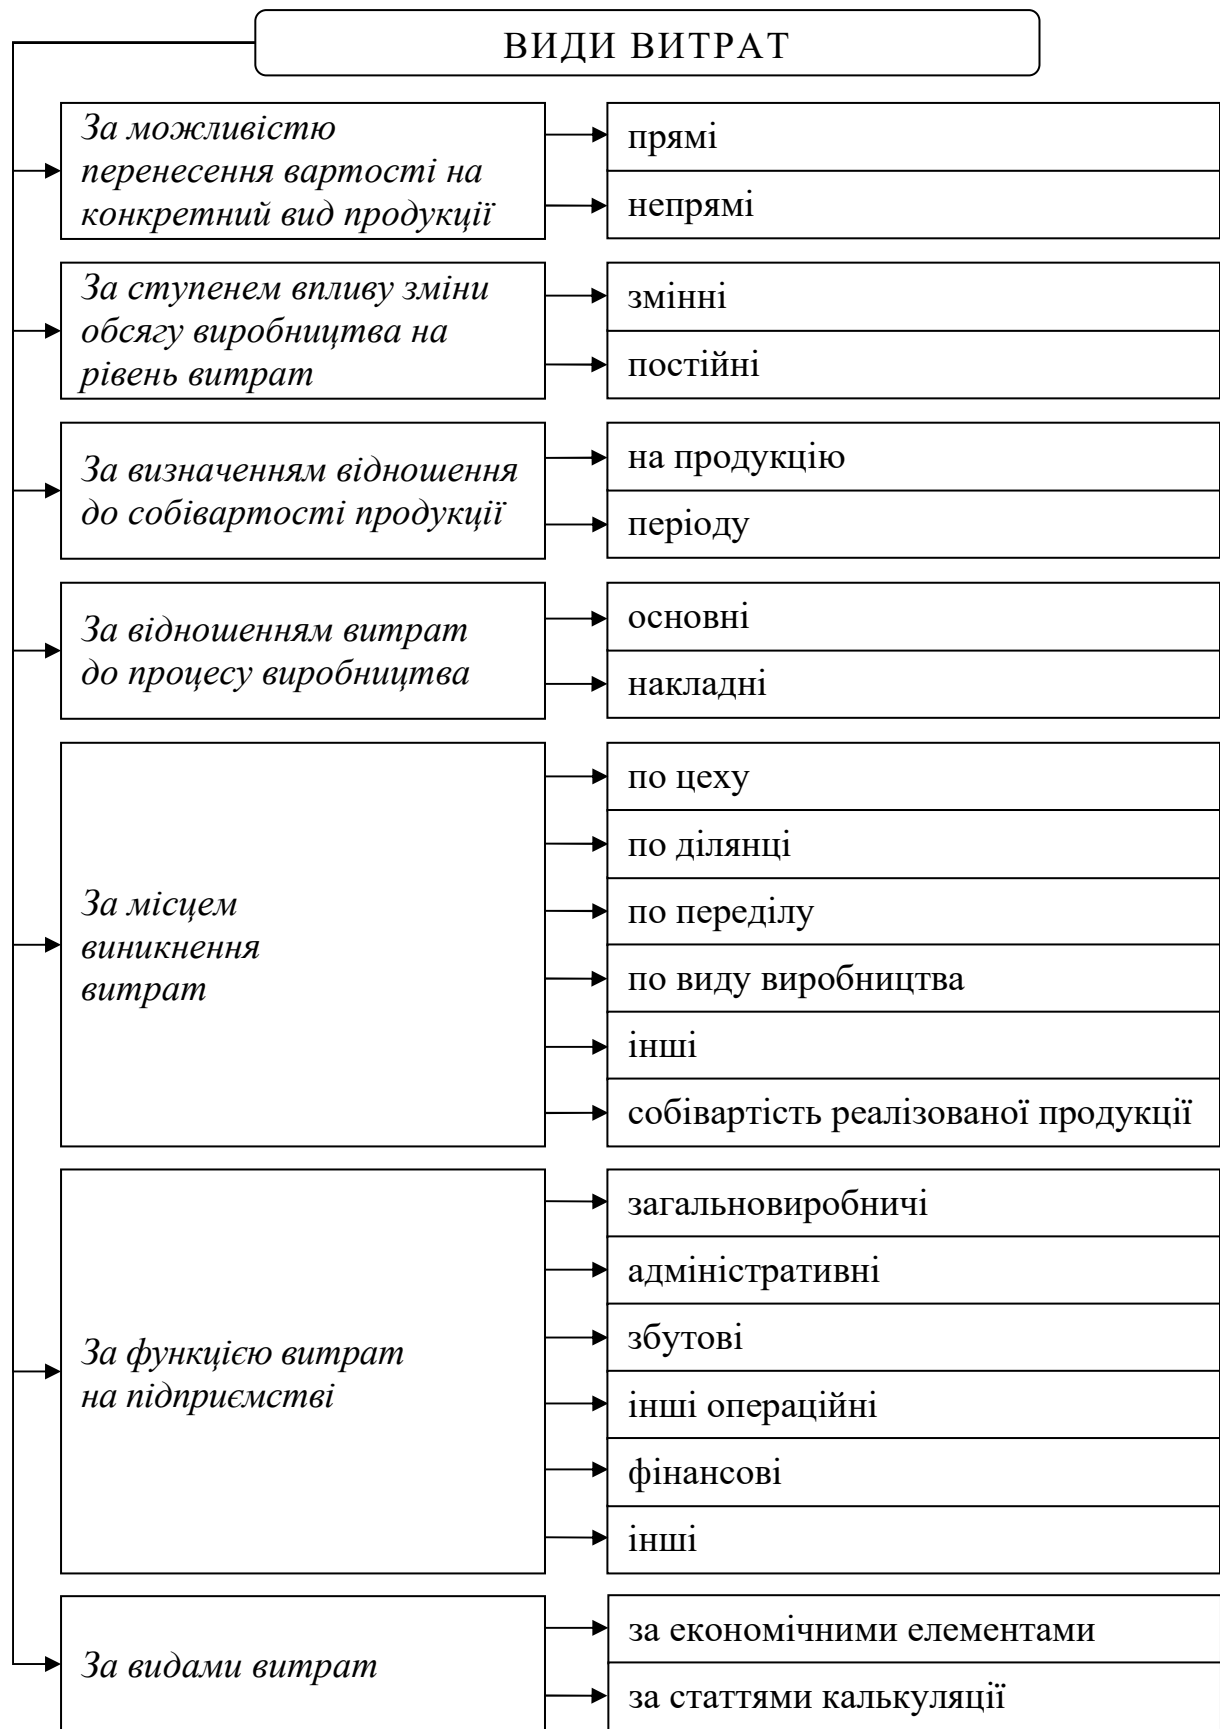 ВИДИ ВИТРАТ
За можливістю
перенесення вартості на
конкретний вид продукції
прямі
непрямі
За ступенем впливу зміни
обсягу виробництва на
рівень витрат
змінні
постійні
За визначенням відношення
до собівартості продукції
на продукцію
періоду
За відношенням витрат
до процесу виробництва
основні
накладні
За місцем
виникнення
витрат
по цеху
по ділянці
по переділу
по виду виробництва
інші
собівартість реалізованої продукції
За функцією витрат
на підприємстві
загальновиробничі
адміністративні
збутові
інші операційні
фінансові
інші
За видами витрат
за економічними елементами
за статтями калькуляції